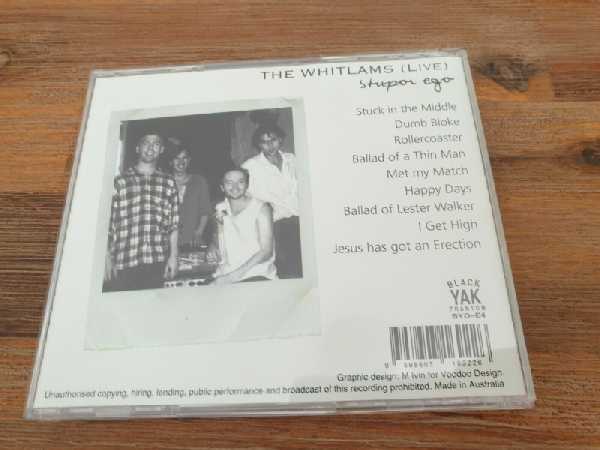 THE WHITLAMS (LIVE)
stupor ego
Stuck in the Middle
Dumb Bloke
Rollercoaster
Ballad of a Thin Man
Met my Match
Happy Days
Ballad of Lester Walker
I Get High
Jesus has got an Erection
BLACK
YAK
PHANTOM
Graphic design: M Ivin for Voodoo Design.
Unauthorised copying, hiring, lending, public performance and broadcast of this recording prohibited. Made in Australia